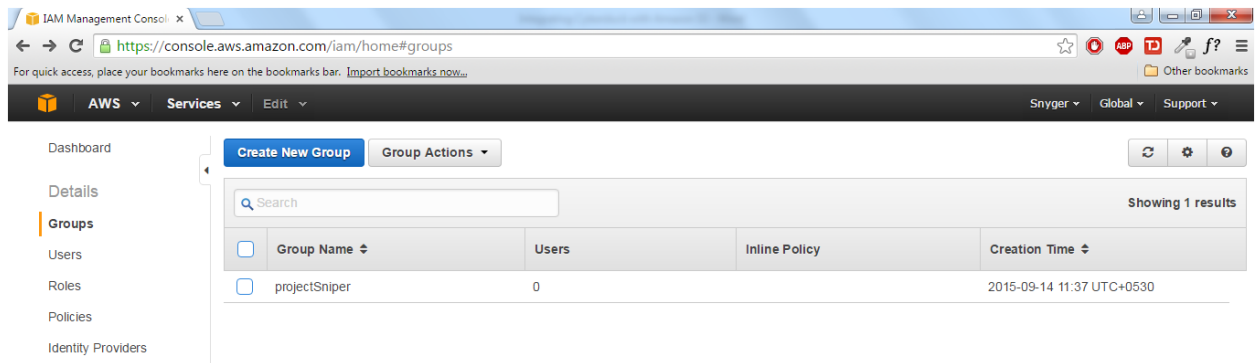 IAM Management Consol
https://console.aws.amazon.com/iam/home#groups
ABP TD f?
For quick access, place your bookmarks here on the bookmarks bar. Import bookmarks now...
Other bookmarks
AWS Services Edit Snyger Global Support
Dashboard
Create New Group Group Actions
Details
Search
Showing 1 results
Groups
Group Name Users Inline Policy Creation Time
Users
projectSniper 0 2015-09-14 11:37 UTC+0530
Roles
Policies
Identity Providers